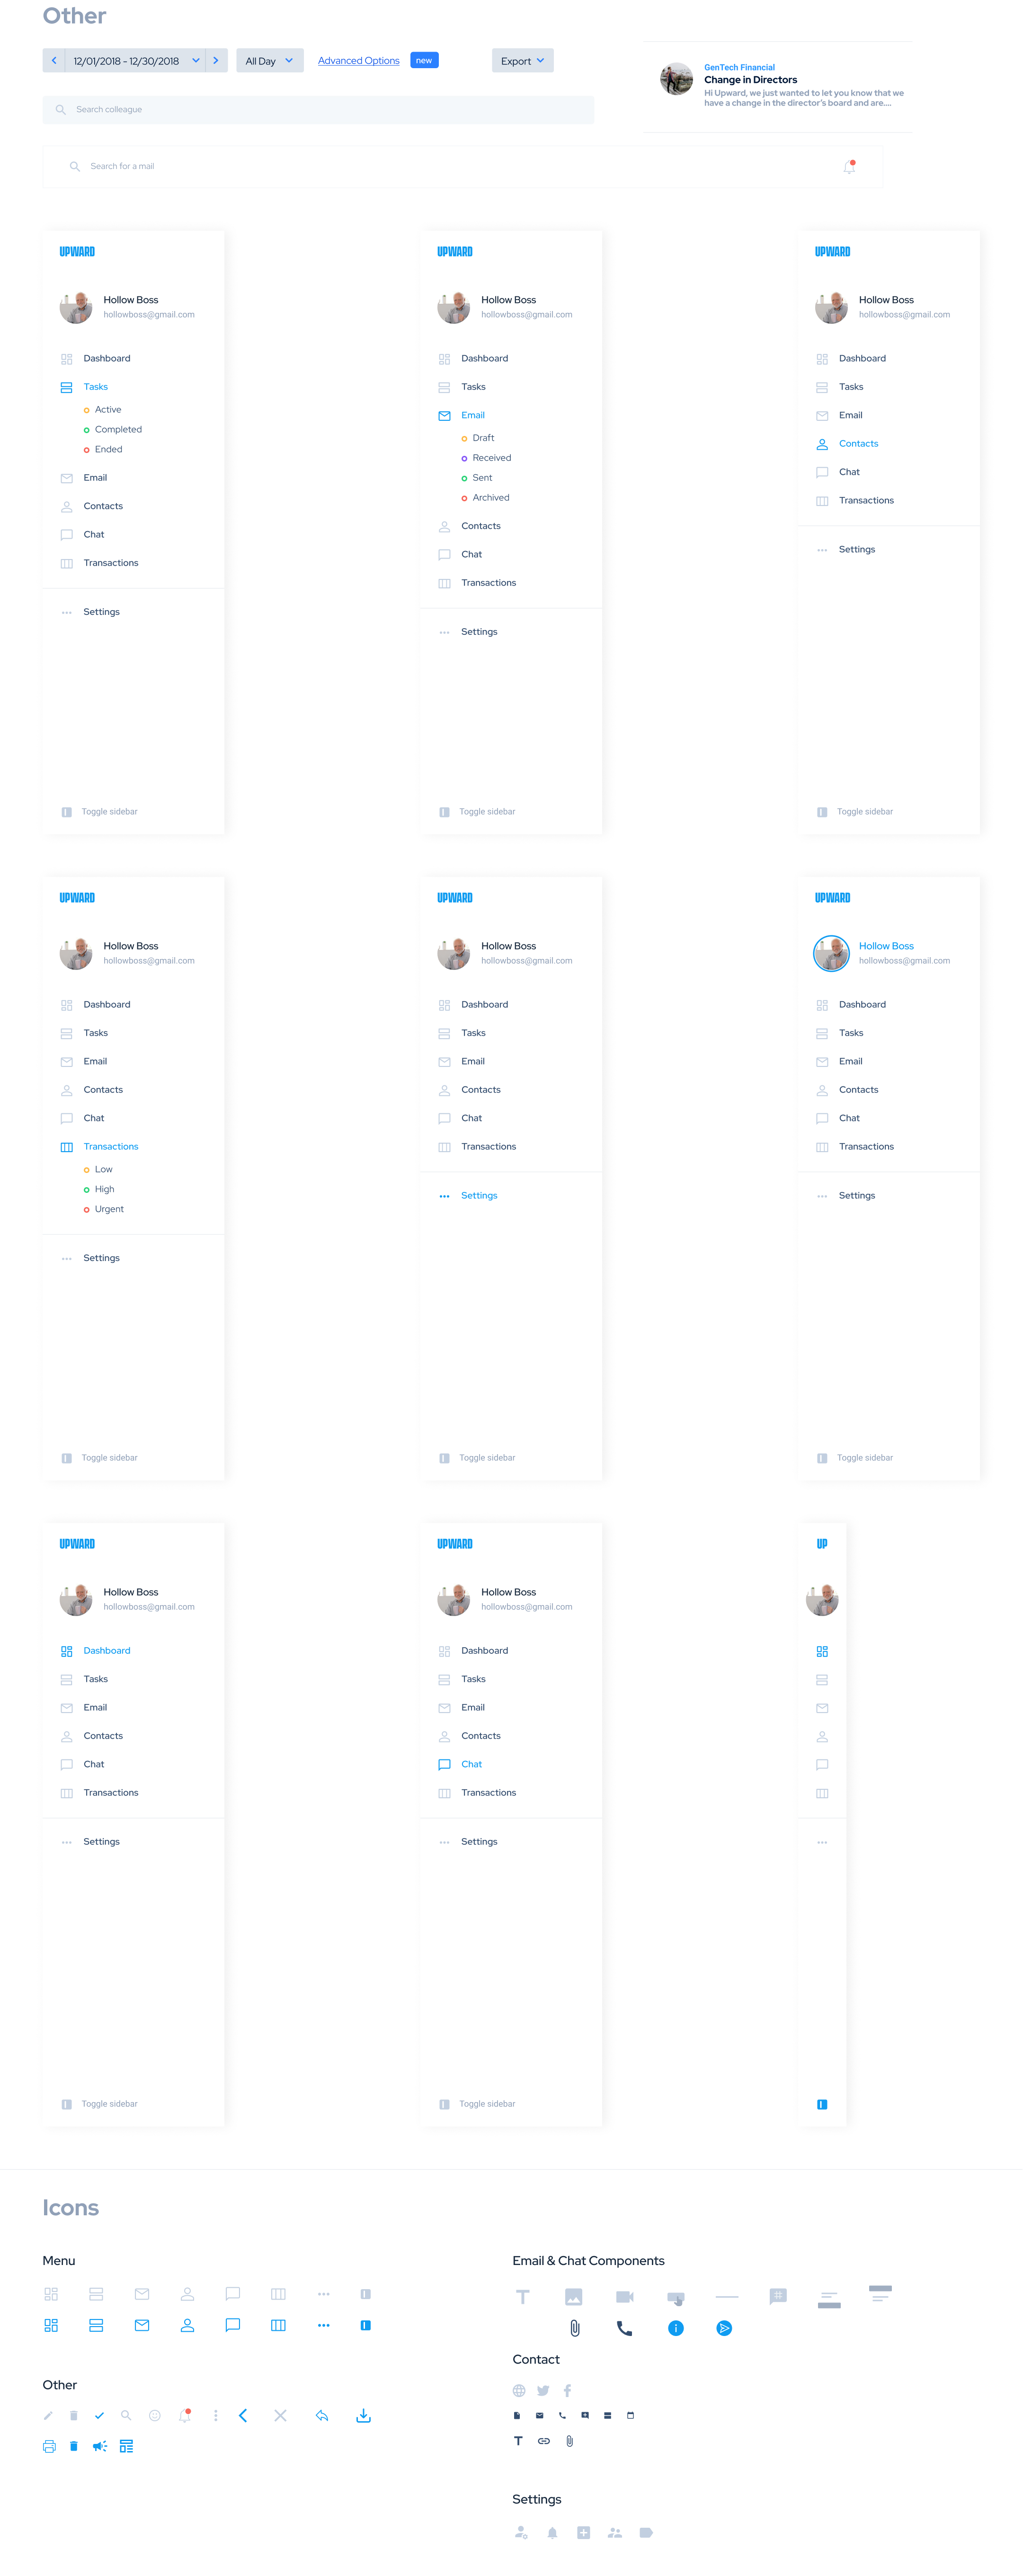 Other
12/01/2018 - 12/30/2018
All Day
Advanced Options
new
Export
GenTech Financial
Change in Directors
Hi Upward, we just wanted to let you know that we
have a change in the director's board and are....
Search colleague
Search for a mail
UPWARD
Hollow Boss
hollowboss@gmail.com
Dashboard
Tasks
Active
Completed
Ended
Email
Contacts
Chat
Transactions
Settings
Toggle sidebar
UPWARD
Hollow Boss
hollowboss@gmail.com
Dashboard
Tasks
Email
Draft
Received
Sent
Archived
Contacts
Chat
Transactions
Settings
Toggle sidebar
UPWARD
Hollow Boss
hollowboss@gmail.com
Dashboard
Tasks
Email
Contacts
Chat
Transactions
Settings
Toggle sidebar
UPWARD
Hollow Boss
hollowboss@gmail.com
Dashboard
Tasks
Email
Contacts
Chat
Transactions
Low
High
Urgent
Settings
Toggle sidebar
UPWARD
Hollow Boss
hollowboss@gmail.com
Dashboard
Tasks
Email
Contacts
Chat
Transactions
Settings
Toggle sidebar
UPWARD
Hollow Boss
hollowboss@gmail.com
Dashboard
Tasks
Email
Contacts
Chat
Transactions
Settings
Toggle sidebar
UPWARD
Hollow Boss
hollowboss@gmail.com
Dashboard
Tasks
Email
Contacts
Chat
Transactions
Settings
Toggle sidebar
UPWARD
Hollow Boss
hollowboss@gmail.com
Dashboard
Tasks
Email
Contacts
Chat
Transactions
Settings
Toggle sidebar
UP
Icons
Menu
Other
Email & Chat Components
Contact
Settings